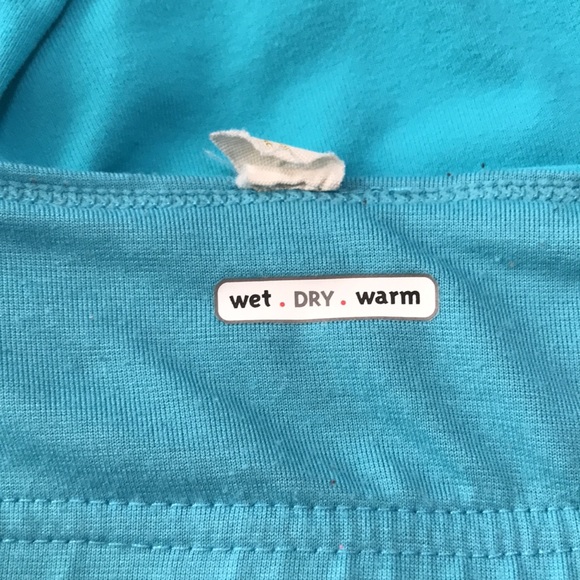 wet . DRY . warm